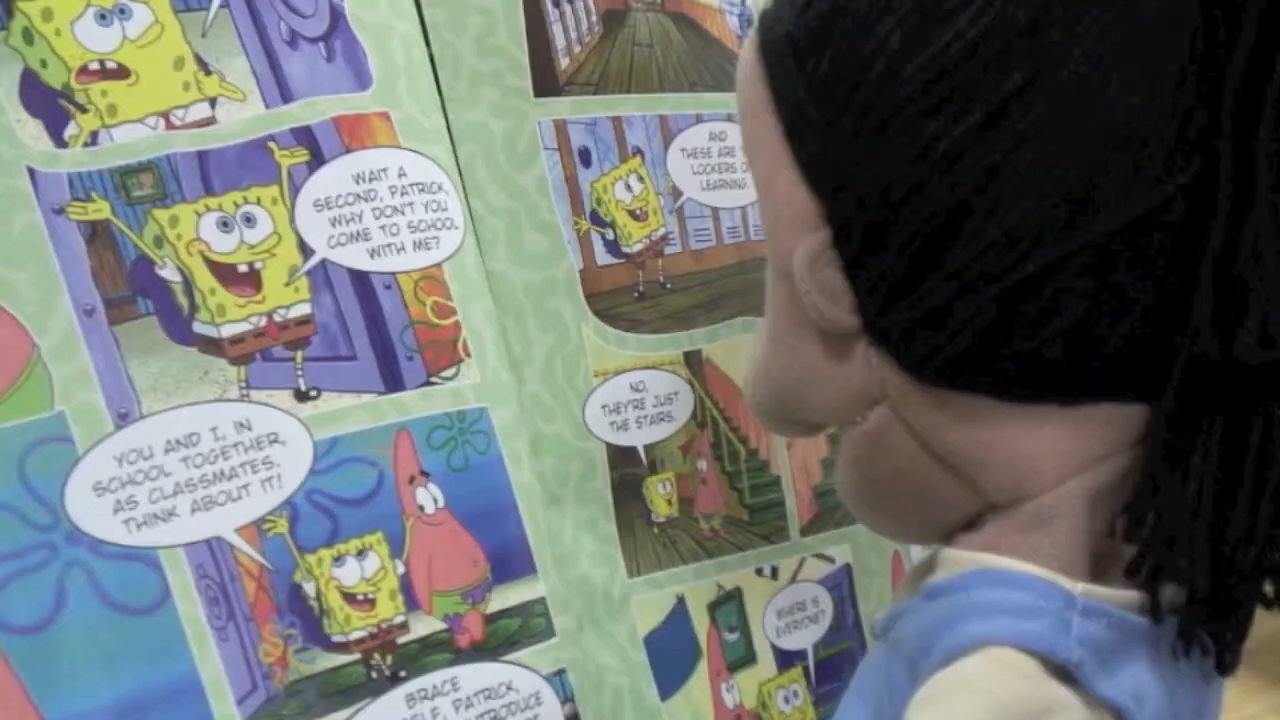 WAIT A
SECOND, PATRICK,
WHY DON'T YOU
COME TO SCHOOL
WITH ME?
YOU AND I, IN
SCHOOL TOGETHER,
AS CLASSMATES.
THINK ABOUT IT!
BRACE
PATRICK,
AND
THESE ARE
LOCKERS
LEARNING.
NO,
THEY'RE JUST
THE STAIRS.
WHERE IS
EVERYONE?